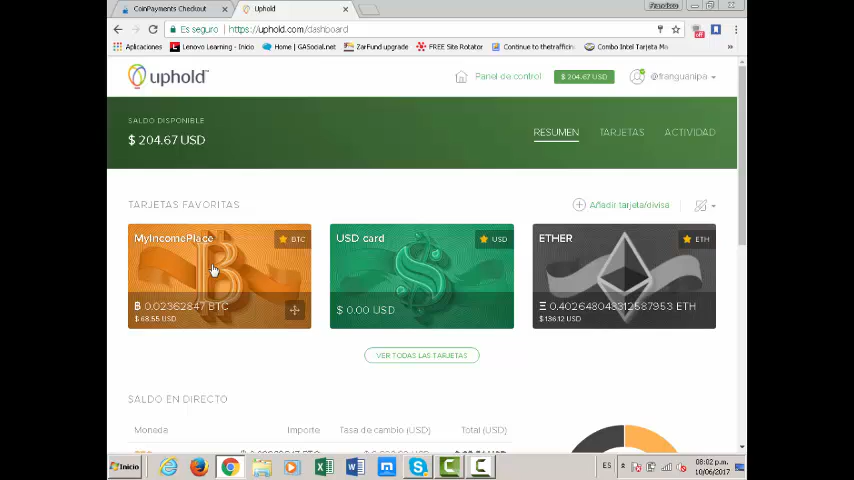 CoinPayments Checkout
Uphold
Francisco
Es seguro
https://uphold.com/dashboard
Aplicaciones
Lenovo Learning - Inicio
Home | GASocial.net
ZarFund upgrade
FREE Site Rotator
Continue to thetraffici
Combo Intel Tarjeta M
uphold
Panel de control
$ 204.67 USD
@franguanipa
SALDO DISPONIBLE
$ 204.67 USD
RESUMEN
TARJETAS
ACTIVIDAD
TARJETAS FAVORITAS
Añadir tarjeta/divisa
MyIncomePlace
BTC
USD card
USD
ETHER
ETH
0.02362847 BTC
$ 68.55 USD
$ 0.00 USD
Ξ 0.402648048312587953 ETH
$ 136.12 USD
VER TODAS LAS TARJETAS
SALDO EN DIRECTO
Moneda
Importe
Tasa de cambio (USD)
Total (USD)
Inicio
ES
08:02 p.m.
10/06/2017